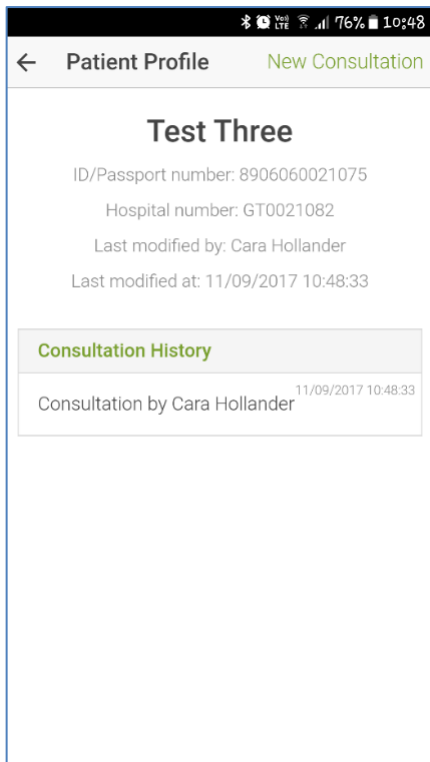 Vo) LTE 76% 10:48
Patient Profile New Consultation
Test Three
ID/Passport number: 8906060021075
Hospital number: GT0021082
Last modified by: Cara Hollander
Last modified at: 11/09/2017 10:48:33
Consultation History
11/09/2017 10:48:33
Consultation by Cara Hollander